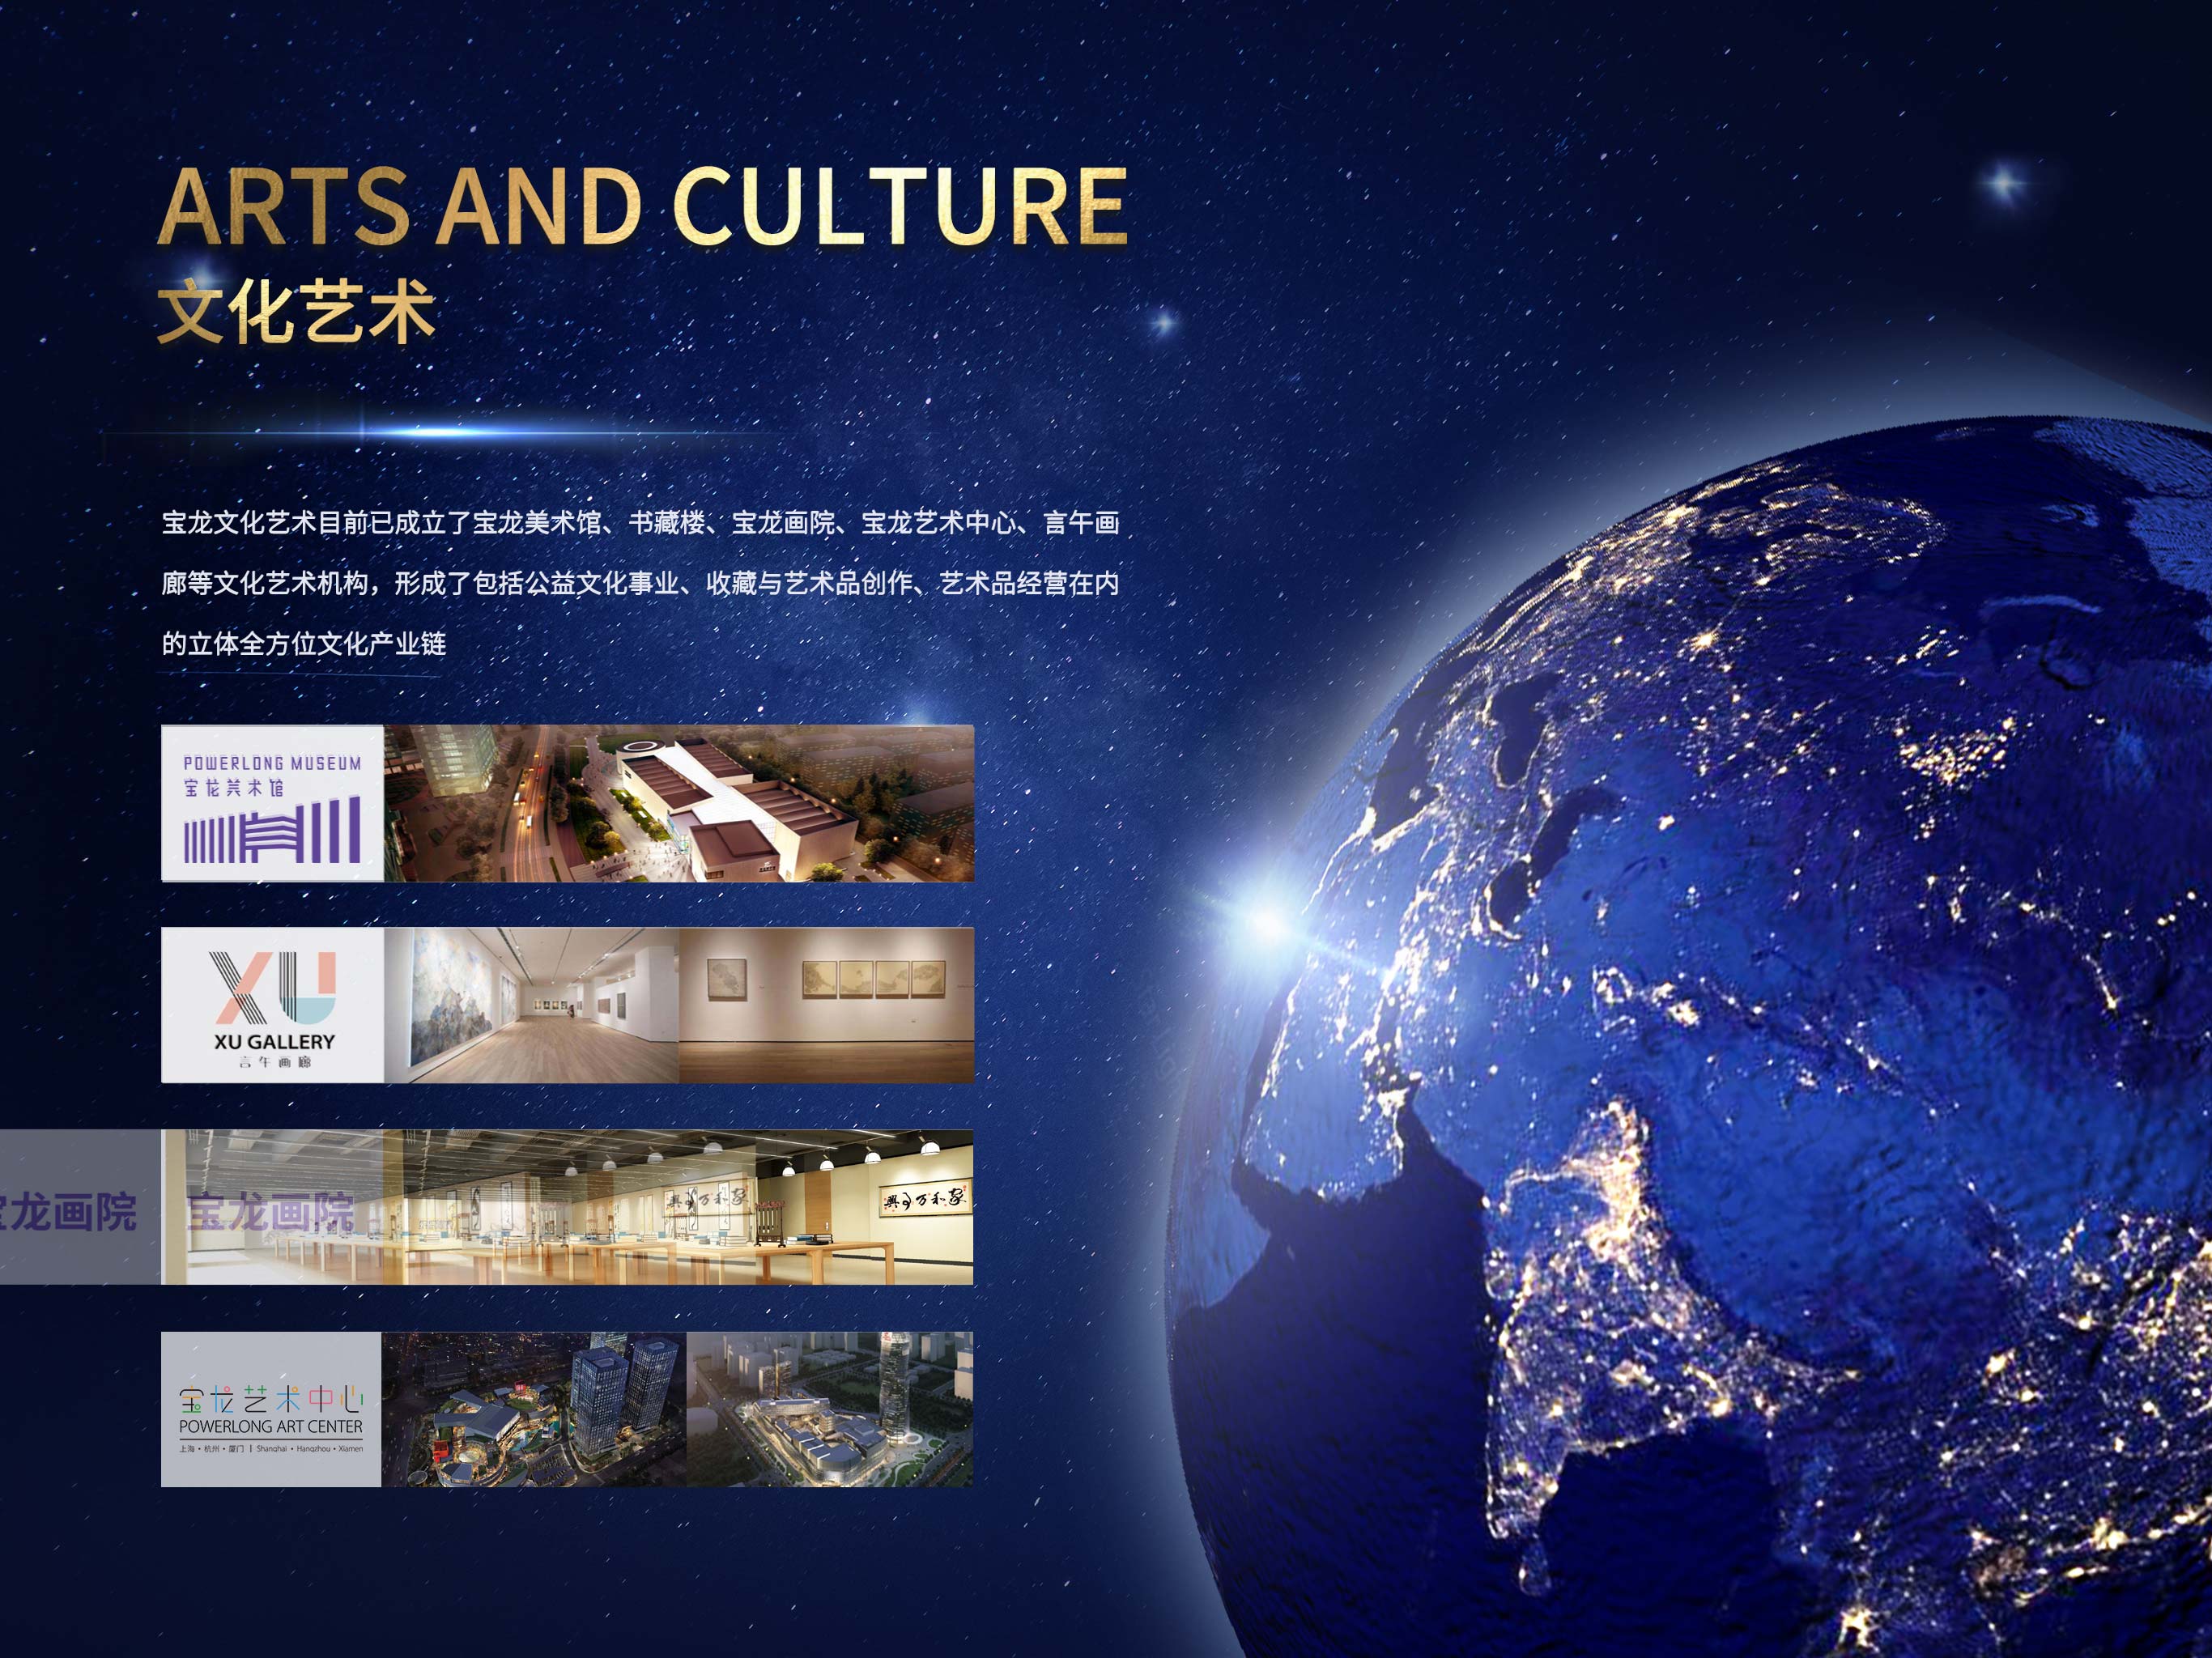 ARTS AND CULTURE
文化艺术
宝龙文化艺术目前已成立了宝龙美术馆、书藏楼、宝龙画院、宝龙艺术中心、言午画
廊等文化艺术机构，形成了包括公益文化事业、收藏与艺术品创作、艺术品经营在内
的立体全方位文化产业链
POWERLONG MUSEUM
宝龙美术馆
XU
XU GALLERY
言午画廊
宝龙画院 宝龙画院
宝龙艺术中心
POWERLONG ART CENTER
上海·杭州·厦门 | Shanghai · Hangzhou · Xiamen